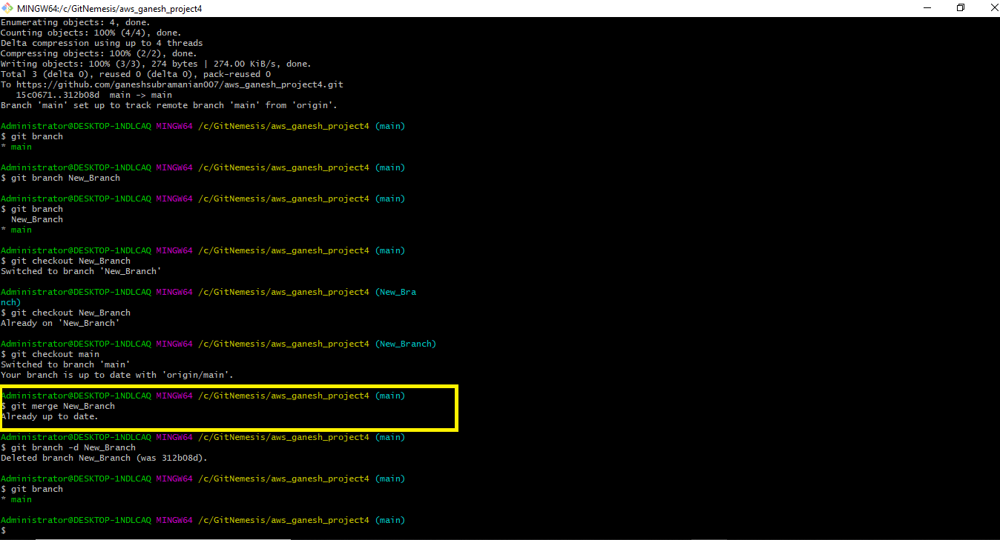 MINGW64:/c/GitNemesis/aws_ganesh_project4
Enumerating objects: 4, done.
Counting objects: 100% (4/4), done.
Delta compression using up to 4 threads
Compressing objects: 100% (2/2), done.
Writing objects: 100% (3/3), 274 bytes | 274.00 KiB/s, done.
Total 3 (delta 0), reused 0 (delta 0), pack-reused 0
To https://github.com/ganeshsubramanian007/aws_ganesh_project4.git
   15c0671..312b08d  main -> main
Branch 'main' set up to track remote branch 'main' from 'origin'.

Administrator@DESKTOP-1NDLCAQ MINGW64 /c/GitNemesis/aws_ganesh_project4 (main)
$ git branch
* main

Administrator@DESKTOP-1NDLCAQ MINGW64 /c/GitNemesis/aws_ganesh_project4 (main)
$ git branch New_Branch

Administrator@DESKTOP-1NDLCAQ MINGW64 /c/GitNemesis/aws_ganesh_project4 (main)
$ git branch
  New_Branch
* main

Administrator@DESKTOP-1NDLCAQ MINGW64 /c/GitNemesis/aws_ganesh_project4 (main)
$ git checkout New_Branch
Switched to branch 'New_Branch'

Administrator@DESKTOP-1NDLCAQ MINGW64 /c/GitNemesis/aws_ganesh_project4 (New_Bra
nch)
$ git checkout New_Branch
Already on 'New_Branch'

Administrator@DESKTOP-1NDLCAQ MINGW64 /c/GitNemesis/aws_ganesh_project4 (New_Branch)
$ git checkout main
Switched to branch 'main'
Your branch is up to date with 'origin/main'.

Administrator@DESKTOP-1NDLCAQ MINGW64 /c/GitNemesis/aws_ganesh_project4 (main)
$ git merge New_Branch
Already up to date.

Administrator@DESKTOP-1NDLCAQ MINGW64 /c/GitNemesis/aws_ganesh_project4 (main)
$ git branch -d New_Branch
Deleted branch New_Branch (was 312b08d).

Administrator@DESKTOP-1NDLCAQ MINGW64 /c/GitNemesis/aws_ganesh_project4 (main)
$ git branch
* main

Administrator@DESKTOP-1NDLCAQ MINGW64 /c/GitNemesis/aws_ganesh_project4 (main)
$